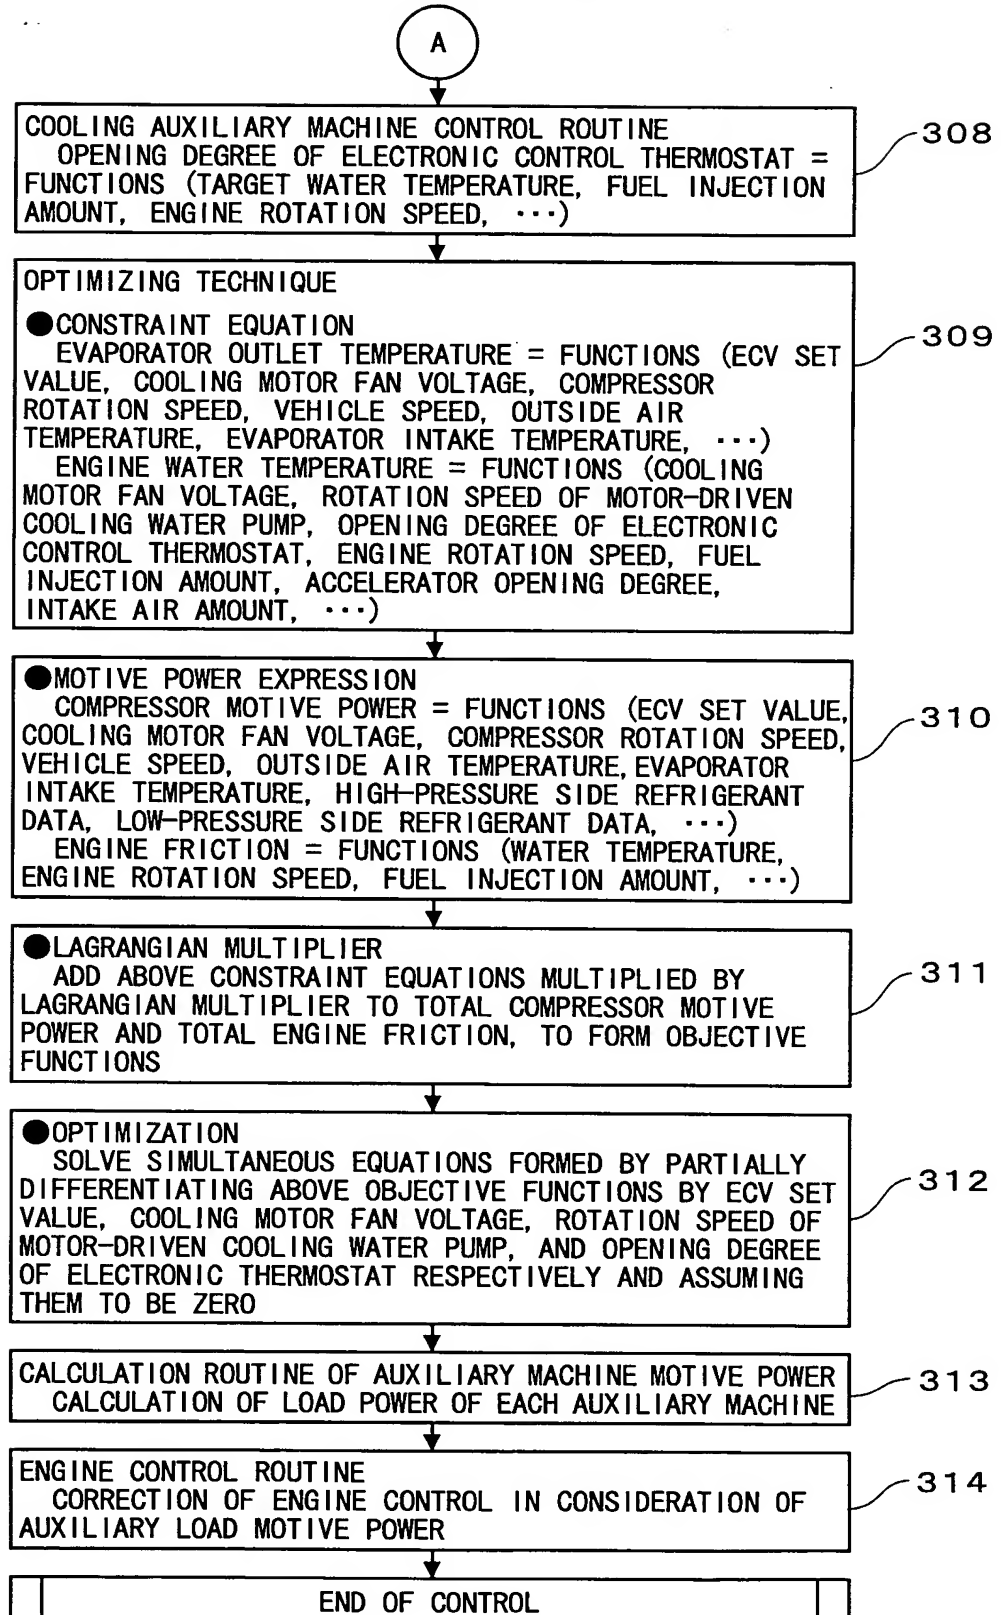 A
COOLING AUXILIARY MACHINE CONTROL ROUTINE
OPENING DEGREE OF ELECTRONIC CONTROL THERMOSTAT =
FUNCTIONS (TARGET WATER TEMPERATURE, FUEL INJECTION
AMOUNT, ENGINE ROTATION SPEED, ···)
308
OPTIMIZING TECHNIQUE
●CONSTRAINT EQUATION
EVAPORATOR OUTLET TEMPERATURE = FUNCTIONS (ECV SET
VALUE, COOLING MOTOR FAN VOLTAGE, COMPRESSOR
ROTATION SPEED, VEHICLE SPEED, OUTSIDE AIR
TEMPERATURE, EVAPORATOR INTAKE TEMPERATURE, ···)
ENGINE WATER TEMPERATURE = FUNCTIONS (COOLING
MOTOR FAN VOLTAGE, ROTATION SPEED OF MOTOR-DRIVEN
COOLING WATER PUMP, OPENING DEGREE OF ELECTRONIC
CONTROL THERMOSTAT, ENGINE ROTATION SPEED, FUEL
INJECTION AMOUNT, ACCELERATOR OPENING DEGREE,
INTAKE AIR AMOUNT, ···)
309
●MOTIVE POWER EXPRESSION
COMPRESSOR MOTIVE POWER = FUNCTIONS (ECV SET VALUE,
COOLING MOTOR FAN VOLTAGE, COMPRESSOR ROTATION SPEED,
VEHICLE SPEED, OUTSIDE AIR TEMPERATURE, EVAPORATOR
INTAKE TEMPERATURE, HIGH-PRESSURE SIDE REFRIGERANT
DATA, LOW-PRESSURE SIDE REFRIGERANT DATA, ···)
ENGINE FRICTION = FUNCTIONS (WATER TEMPERATURE,
ENGINE ROTATION SPEED, FUEL INJECTION AMOUNT, ···)
310
●LAGRANGIAN MULTIPLIER
ADD ABOVE CONSTRAINT EQUATIONS MULTIPLIED BY
LAGRANGIAN MULTIPLIER TO TOTAL COMPRESSOR MOTIVE
POWER AND TOTAL ENGINE FRICTION, TO FORM OBJECTIVE
FUNCTIONS
311
●OPTIMIZATION
SOLVE SIMULTANEOUS EQUATIONS FORMED BY PARTIALLY
DIFFERENTIATING ABOVE OBJECTIVE FUNCTIONS BY ECV SET
VALUE, COOLING MOTOR FAN VOLTAGE, ROTATION SPEED OF
MOTOR-DRIVEN COOLING WATER PUMP, AND OPENING DEGREE
OF ELECTRONIC THERMOSTAT RESPECTIVELY AND ASSUMING
THEM TO BE ZERO
312
CALCULATION ROUTINE OF AUXILIARY MACHINE MOTIVE POWER
CALCULATION OF LOAD POWER OF EACH AUXILIARY MACHINE
313
ENGINE CONTROL ROUTINE
CORRECTION OF ENGINE CONTROL IN CONSIDERATION OF
AUXILIARY LOAD MOTIVE POWER
314
END OF CONTROL